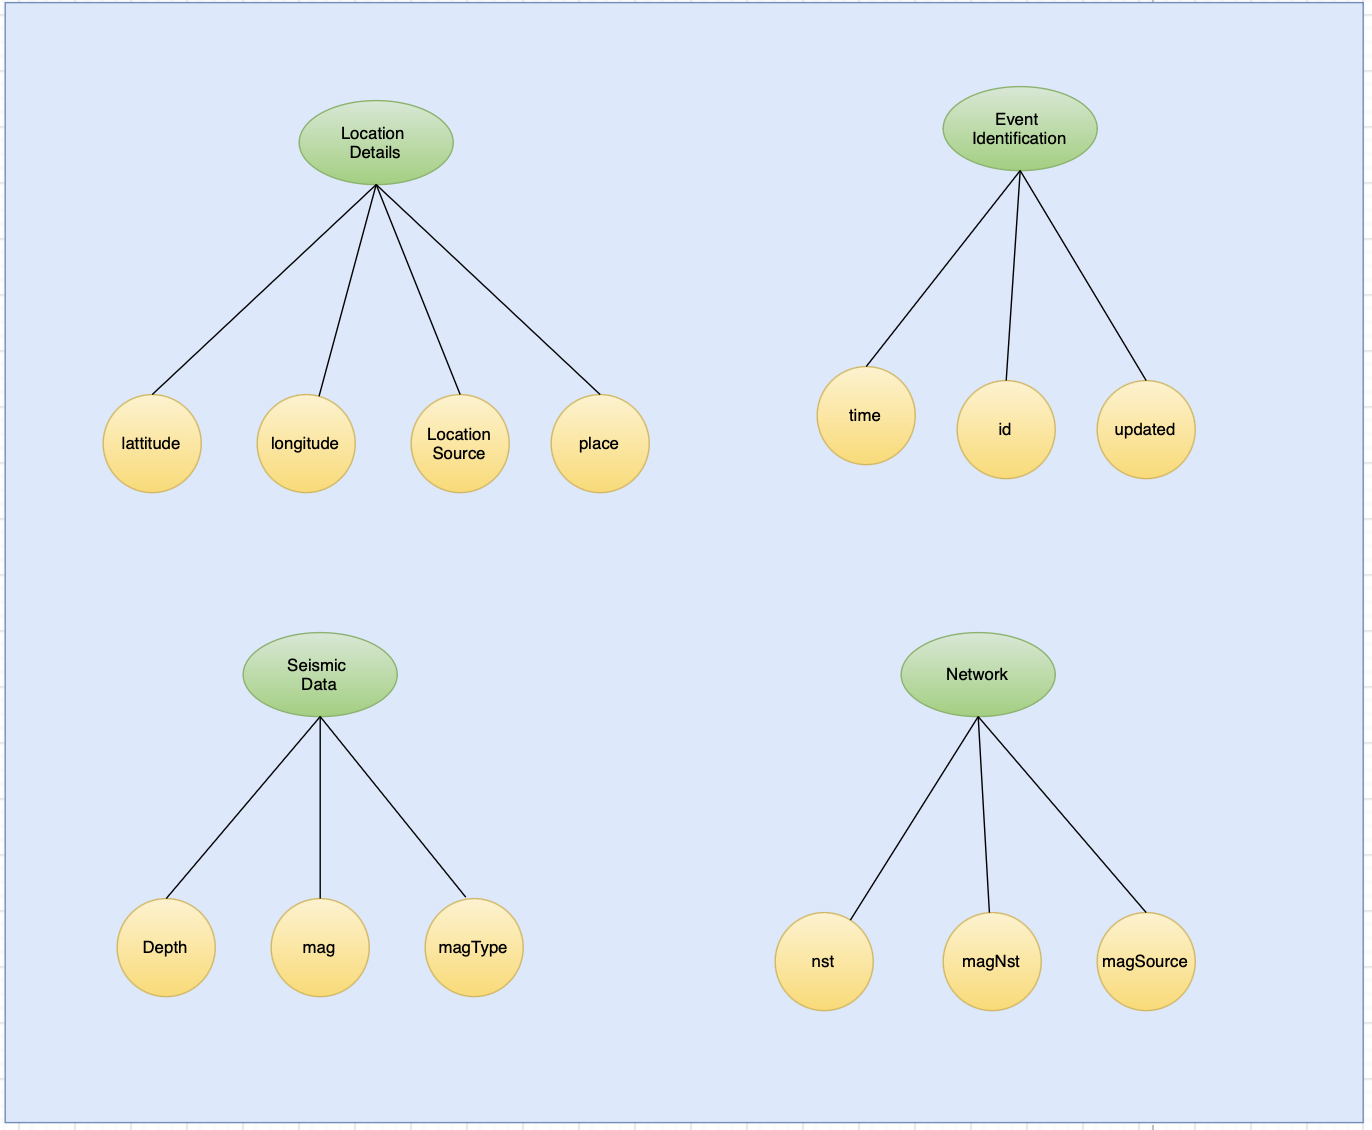 Location
Details
Event
Identification
lattitude
longitude
Location
Source
place
time
id
updated
Seismic
Data
Network
Depth
mag
magType
nst
magNst
magSource